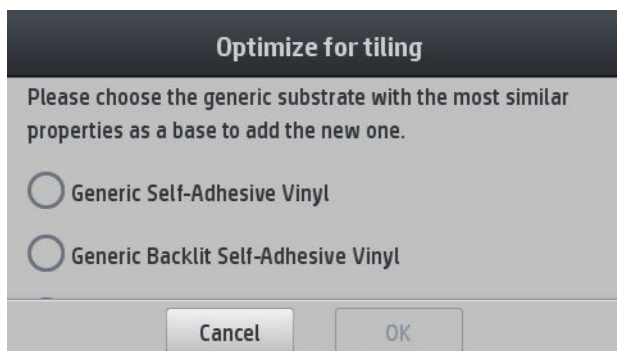 Optimize for tiling
Please choose the generic substrate with the most similar
properties as a base to add the new one.
Generic Self-Adhesive Vinyl
Generic Backlit Self-Adhesive Vinyl
Cancel
OK